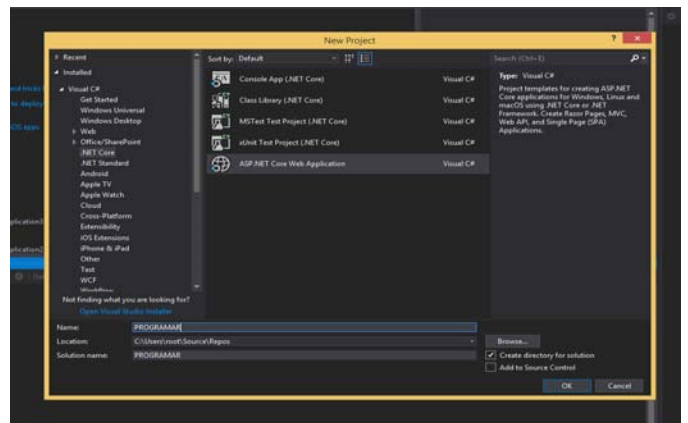 New Project
? ×
Recent
Installed
Visual C#
Get Started
Windows Universal
Windows Desktop
Web
Office/SharePoint
.NET Core
.NET Standard
Android
Apple TV
Apple Watch
Cloud
Cross-Platform
Extensibility
iOS Extensions
iPhone & iPad
Other
Test
WCF
Workflow
Not finding what you are looking for?
Open Visual Studio Installer
Sort by: Default
Console App (.NET Core) Visual C#
Class Library (.NET Core) Visual C#
MSTest Test Project (.NET Core) Visual C#
xUnit Test Project (.NET Core) Visual C#
ASP.NET Core Web Application Visual C#
Search (Ctrl+E)
Type: Visual C#
Project templates for creating ASP.NET
Core applications for Windows, Linux and
macOS using .NET Core or .NET
Framework. Create Razor Pages, MVC,
Web API, and Single Page (SPA)
Applications.
Name: PROGRAMAR
Location: C:\Users\root\Source\Repos
Solution name: PROGRAMAR
Browse...
Create directory for solution
Add to Source Control
OK Cancel